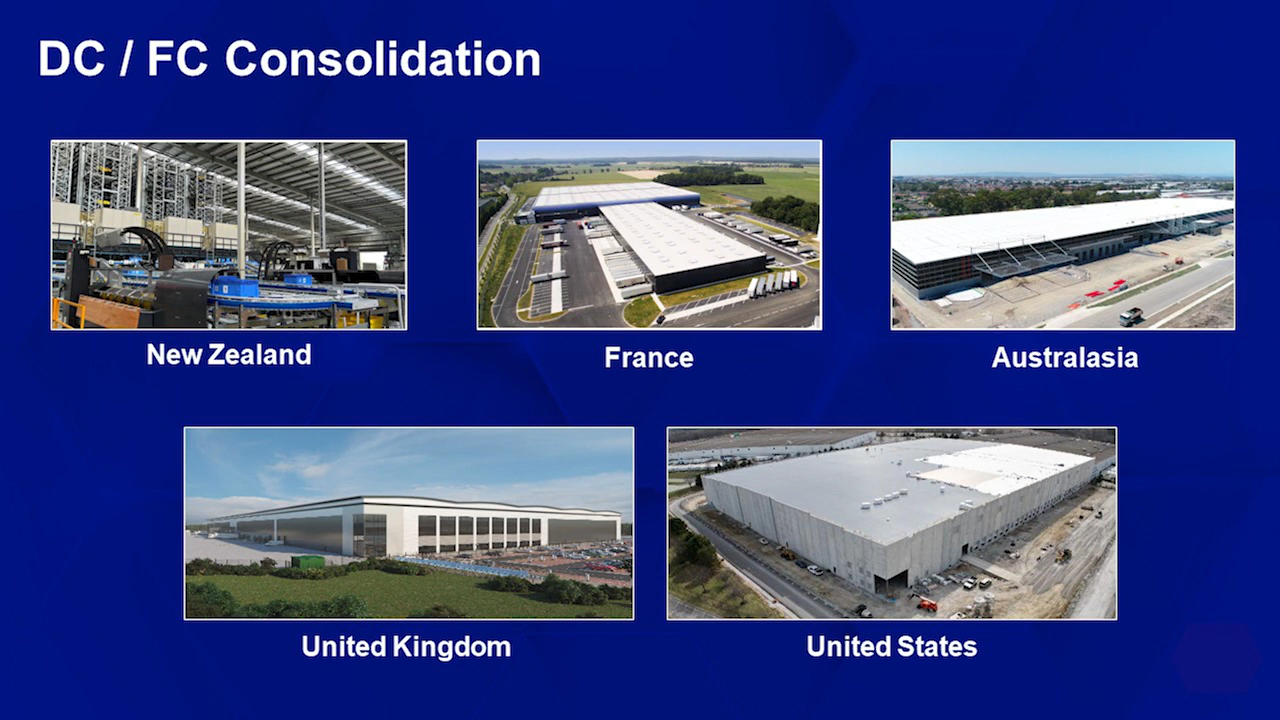 DC / FC Consolidation
New Zealand
France
Australasia
United Kingdom
United States